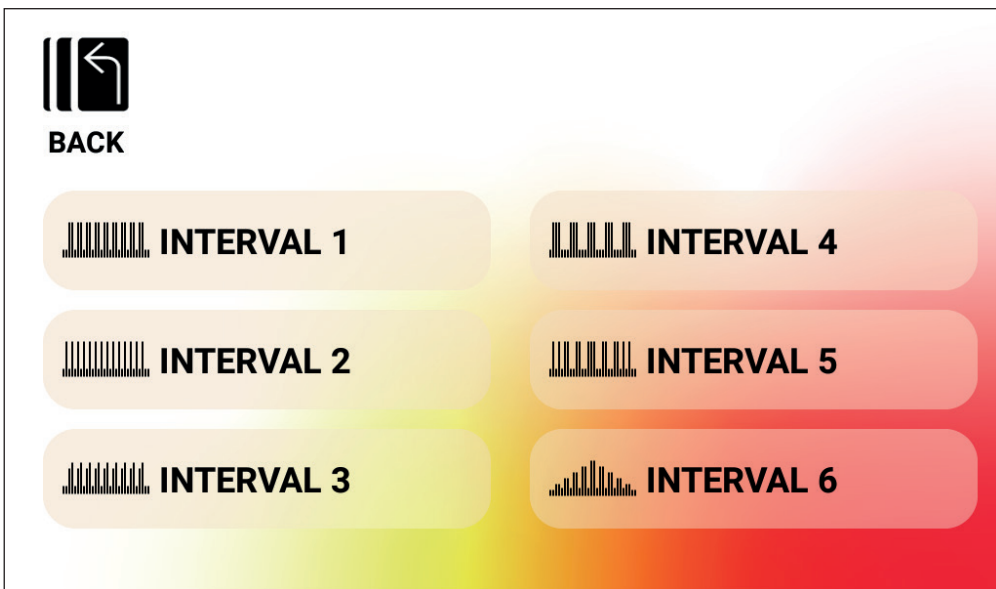 BACK
INTERVAL 1
INTERVAL 4
INTERVAL 2
INTERVAL 5
INTERVAL 3
INTERVAL 6